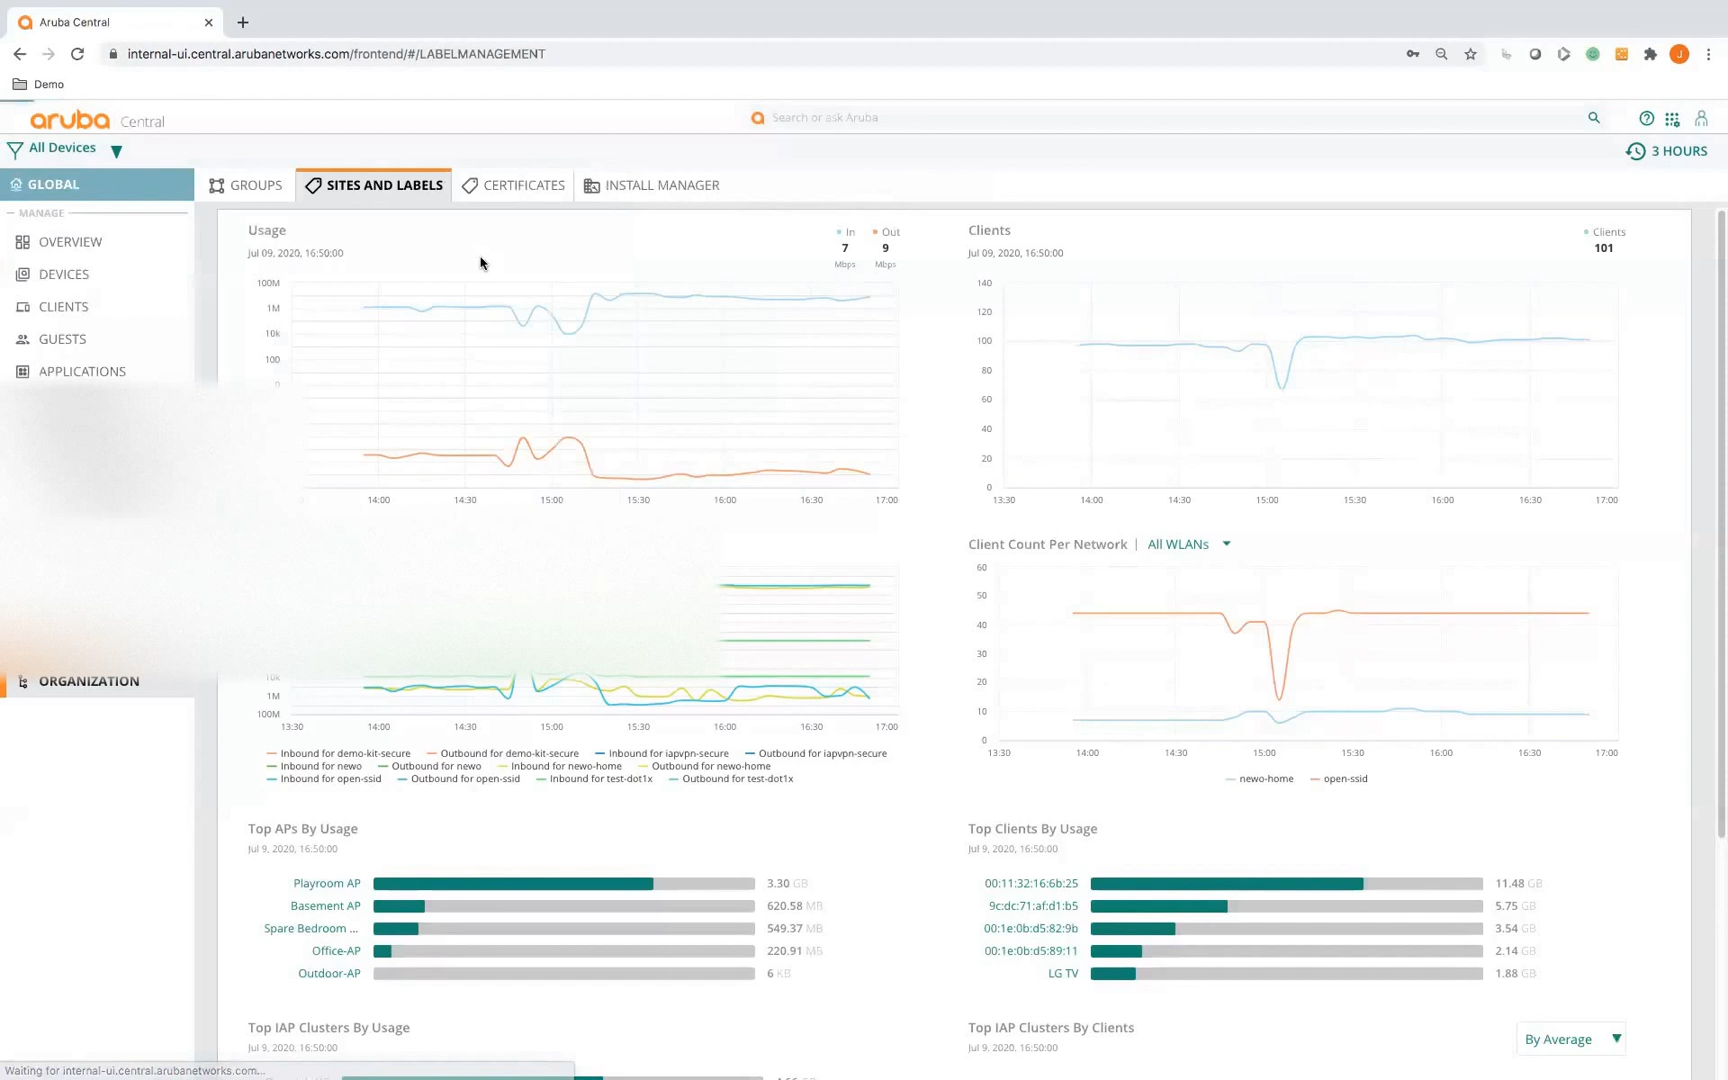 Aruba Central
internal-ui.central.arubanetworks.com/frontend/#/LABELMANAGEMENT
J
Demo
aruba Central
Search or ask Aruba
All Devices
3 HOURS
GLOBAL
GROUPS
SITES AND LABELS
CERTIFICATES
INSTALL MANAGER
MANAGE
OVERVIEW
DEVICES
CLIENTS
GUESTS
APPLICATIONS
ORGANIZATION
Usage
Jul 09, 2020, 16:50:00
In
7
Mbps
Out
9
Mbps
100M
1M
10k
100
0
14:00 14:30 15:00 15:30 16:00 16:30 17:00
Clients
Jul 09, 2020, 16:50:00
Clients
101
140
120
100
80
60
40
20
0
13:30 14:00 14:30 15:00 15:30 16:00 16:30 17:00
10k
1M
100M
13:30 14:00 14:30 15:00 15:30 16:00 16:30 17:00
Inbound for demo-kit-secure Outbound for demo-kit-secure Inbound for iapvpn-secure Outbound for iapvpn-secure
Inbound for newo Outbound for newo Inbound for newo-home Outbound for newo-home
Inbound for open-ssid Outbound for open-ssid Inbound for test-dot1x Outbound for test-dot1x
Client Count Per Network | All WLANs
60
50
40
30
20
10
0
13:30 14:00 14:30 15:00 15:30 16:00 16:30 17:00
newo-home open-ssid
Top APs By Usage
Jul 9, 2020, 16:50:00
Playroom AP 3.30 GB
Basement AP 620.58 MB
Spare Bedroom ... 549.37 MB
Office-AP 220.91 MB
Outdoor-AP 6 KB
Top Clients By Usage
Jul 9, 2020, 16:50:00
00:11:32:16:6b:25 11.48 GB
9c:dc:71:af:d1:b5 5.75 GB
00:1e:0b:d5:82:9b 3.54 GB
00:1e:0b:d5:89:11 2.14 GB
LG TV 1.88 GB
Top IAP Clusters By Usage
Jul 9, 2020, 16:50:00
Top IAP Clusters By Clients
Jul 9, 2020, 16:50:00
By Average
Waiting for internal-ui.central.arubanetworks.com...